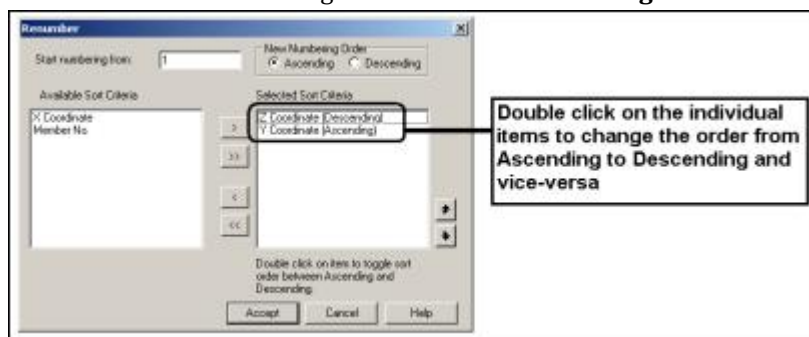 Renumber
Start numbering from: 1
New Numbering Order
Ascending Descending
Available Sort Criteria
Selected Sort Criteria
X Coordinate
Member No.
Z Coordinate (Descending)
Y Coordinate (Ascending)
>
>>
<
<<
Double click on item to toggle sort
order between Ascending and
Descending.
Accept Cancel Help
Double click on the individual
items to change the order from
Ascending to Descending and
vice-versa